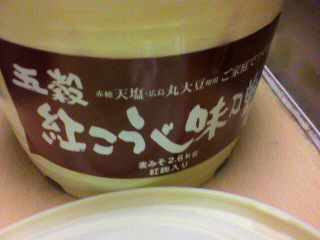 五穀
赤穂 天塩・広島 丸大豆使用 ご家庭で
紅こうじ味噌
麦みそ2.6kg
紅麹入り